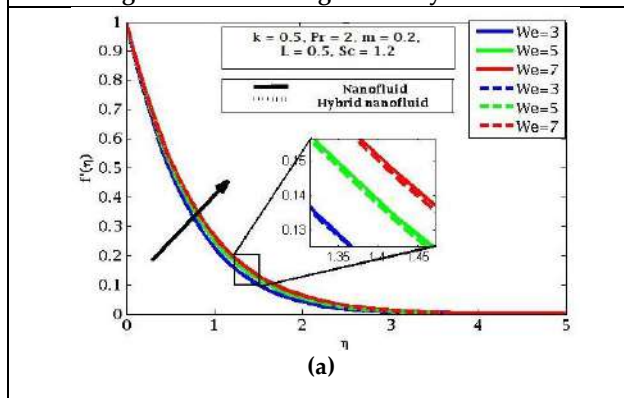 k = 0.5, Pr = 2, m = 0.2,
L = 0.5, Sc = 1.2
Nanofluid
Hybrid nanofluid
We=3
We=5
We=7
We=3
We=5
We=7
1
0.9
0.8
0.7
0.6
0.5
0.4
0.3
0.2
0.1
0
f'(η)
0.15
0.14
0.13
1.35
1.4
1.45
0
1
2
3
4
5
η
(a)